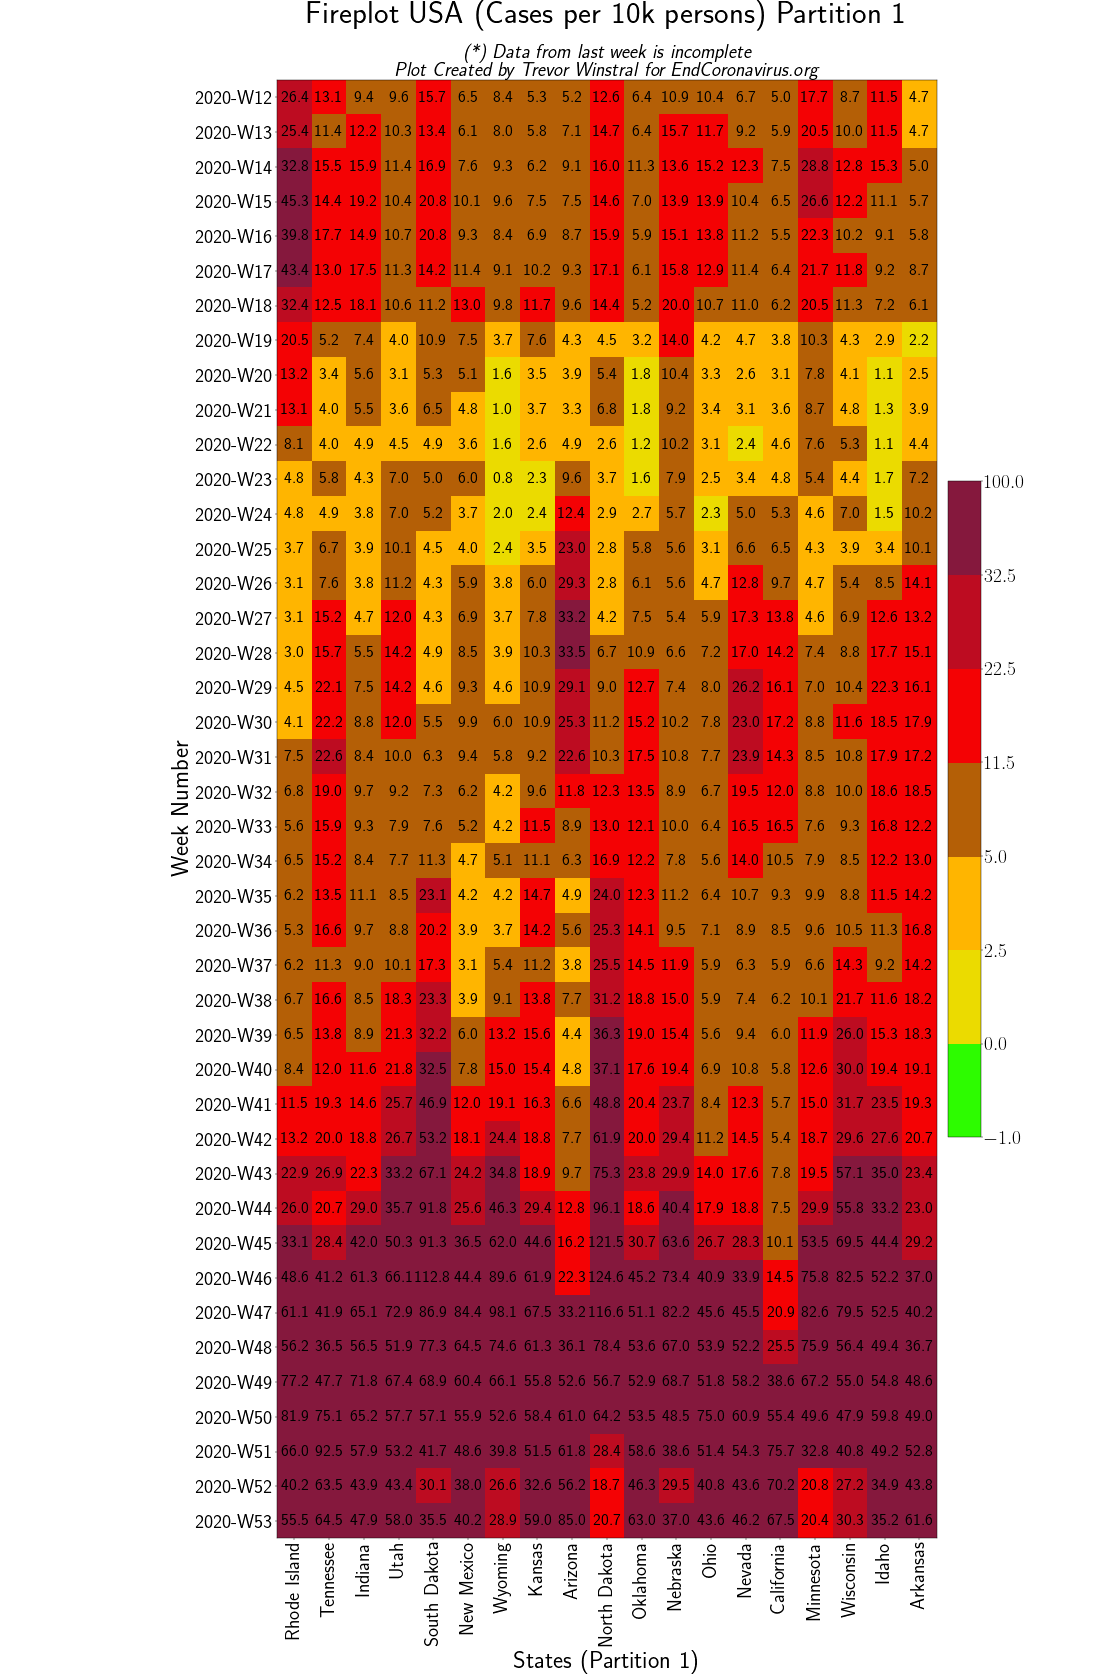 Fireplot USA (Cases per 10k persons) Partition 1
(*) Data from last week is incomplete
Plot Created by Trevor Winstral for EndCoronavirus.org
2020-W12 26.4 13.1 9.4 9.6 15.7 6.5 8.4 5.3 5.2 12.6 6.4 10.9 10.4 6.7 5.0 17.7 8.7 11.5 4.7
2020-W13 25.4 11.4 12.2 10.3 13.4 6.1 8.0 5.8 7.1 14.7 6.4 15.7 11.7 9.2 5.9 20.5 10.0 11.5 4.7
2020-W14 32.8 15.5 15.9 11.4 16.9 7.6 9.3 6.2 9.1 16.0 11.3 13.6 15.2 12.3 7.5 28.8 12.8 15.3 5.0
2020-W15 45.3 14.4 19.2 10.4 20.8 10.1 9.6 7.5 7.5 14.6 7.0 13.9 13.9 10.4 6.5 26.6 12.2 11.1 5.7
2020-W16 39.8 17.7 14.9 10.7 20.8 9.3 8.4 6.9 8.7 15.9 5.9 15.1 13.8 11.2 5.5 22.3 10.2 9.1 5.8
2020-W17 43.4 13.0 17.5 11.3 14.2 11.4 9.1 10.2 9.3 17.1 6.1 15.8 12.9 11.4 6.4 21.7 11.8 9.2 8.7
2020-W18 32.4 12.5 18.1 10.6 11.2 13.0 9.8 11.7 9.6 14.4 5.2 20.0 10.7 11.0 6.2 20.5 11.3 7.2 6.1
2020-W19 20.5 5.2 7.4 4.0 10.9 7.5 3.7 7.6 4.3 4.5 3.2 14.0 4.2 4.7 3.8 10.3 4.3 2.9 2.2
2020-W20 13.2 3.4 5.6 3.1 5.3 5.1 1.6 3.5 3.9 5.4 1.8 10.4 3.3 2.6 3.1 7.8 4.1 1.1 2.5
2020-W21 13.1 4.0 5.5 3.6 6.5 4.8 1.0 3.7 3.3 6.8 1.8 9.2 3.4 3.1 3.6 8.7 4.8 1.3 3.9
2020-W22 8.1 4.0 4.9 4.5 4.9 3.6 1.6 2.6 4.9 2.6 1.2 10.2 3.1 2.4 4.6 7.6 5.3 1.1 4.4
2020-W23 4.8 5.8 4.3 7.0 5.0 6.0 0.8 2.3 9.6 3.7 1.6 7.9 2.5 3.4 4.8 5.4 4.4 1.7 7.2
2020-W24 4.8 4.9 3.8 7.0 5.2 3.7 2.0 2.4 12.4 2.9 2.7 5.7 2.3 5.0 5.3 4.6 7.0 1.5 10.2
2020-W25 3.7 6.7 3.9 10.1 4.5 4.0 2.4 3.5 23.0 2.8 5.8 5.6 3.1 6.6 6.5 4.3 3.9 3.4 10.1
2020-W26 3.1 7.6 3.8 11.2 4.3 5.9 3.8 6.0 29.3 2.8 6.1 5.6 4.7 12.8 9.7 4.7 5.4 8.5 14.1
2020-W27 3.1 15.2 4.7 12.0 4.3 6.9 3.7 7.8 33.2 4.2 7.5 5.4 5.9 17.3 13.8 4.6 6.9 12.6 13.2
2020-W28 3.0 15.7 5.5 14.2 4.9 8.5 3.9 10.3 33.5 6.7 10.9 6.6 7.2 17.0 14.2 7.4 8.8 17.7 15.1
2020-W29 4.5 22.1 7.5 14.2 4.6 9.3 4.6 10.9 29.1 9.0 12.7 7.4 8.0 26.2 16.1 7.0 10.4 22.3 16.1
2020-W30 4.1 22.2 8.8 12.0 5.5 9.9 6.0 10.9 25.3 11.2 15.2 10.2 7.8 23.0 17.2 8.8 11.6 18.5 17.9
2020-W31 7.5 22.6 8.4 10.0 6.3 9.4 5.8 9.2 22.6 10.3 17.5 10.8 7.7 23.9 14.3 8.5 10.8 17.9 17.2
2020-W32 6.8 19.0 9.7 9.2 7.3 6.2 4.2 9.6 11.8 12.3 13.5 8.9 6.7 19.5 12.0 8.8 10.0 18.6 18.5
2020-W33 5.6 15.9 9.3 7.9 7.6 5.2 4.2 11.5 8.9 13.0 12.1 10.0 6.4 16.5 16.5 7.6 9.3 16.8 12.2
2020-W34 6.5 15.2 8.4 7.7 11.3 4.7 5.1 11.1 6.3 16.9 12.2 7.8 5.6 14.0 10.5 7.9 8.5 12.2 13.0
2020-W35 6.2 13.5 11.1 8.5 23.1 4.2 4.2 14.7 4.9 24.0 12.3 11.2 6.4 10.7 9.3 9.9 8.8 11.5 14.2
2020-W36 5.3 16.6 9.7 8.8 20.2 3.9 3.7 14.2 5.6 25.3 14.1 9.5 7.1 8.9 8.5 9.6 10.5 11.3 16.8
2020-W37 6.2 11.3 9.0 10.1 17.3 3.1 5.4 11.2 3.8 25.5 14.5 11.9 5.9 6.3 5.9 6.6 14.3 9.2 14.2
2020-W38 6.7 16.6 8.5 18.3 23.3 3.9 9.1 13.8 7.7 31.2 18.8 15.0 5.9 7.4 6.2 10.1 21.7 11.6 18.2
2020-W39 6.5 13.8 8.9 21.3 32.2 6.0 13.2 15.6 4.4 36.3 19.0 15.4 5.6 9.4 6.0 11.9 26.0 15.3 18.3
2020-W40 8.4 12.0 11.6 21.8 32.5 7.8 15.0 15.4 4.8 37.1 17.6 19.4 6.9 10.8 5.8 12.6 30.0 19.4 19.1
2020-W41 11.5 19.3 14.6 25.7 46.9 12.0 19.1 16.3 6.6 48.8 20.4 23.7 8.4 12.3 5.7 15.0 31.7 23.5 19.3
2020-W42 13.2 20.0 18.8 26.7 53.2 18.1 24.4 18.8 7.7 61.9 20.0 29.4 11.2 14.5 5.4 18.7 29.6 27.6 20.7
2020-W43 22.9 26.9 22.3 33.2 67.1 24.2 34.8 18.9 9.7 75.3 23.8 29.9 14.0 17.6 7.8 19.5 57.1 35.0 23.4
2020-W44 26.0 20.7 29.0 35.7 91.8 25.6 46.3 29.4 12.8 96.1 18.6 40.4 17.9 18.8 7.5 29.9 55.8 33.2 23.0
2020-W45 33.1 28.4 42.0 50.3 91.3 36.5 62.0 44.6 16.2 121.5 30.7 63.6 26.7 28.3 10.1 53.5 69.5 44.4 29.2
2020-W46 48.6 41.2 61.3 66.1 112.8 44.4 89.6 61.9 22.3 124.6 45.2 73.4 40.9 33.9 14.5 75.8 82.5 52.2 37.0
2020-W47 61.1 41.9 65.1 72.9 86.9 84.4 98.1 67.5 33.2 116.6 51.1 82.2 45.6 45.5 20.9 82.6 79.5 52.5 40.2
2020-W48 56.2 36.5 56.5 51.9 77.3 64.5 74.6 61.3 36.1 78.4 53.6 67.0 53.9 52.2 25.5 75.9 56.4 49.4 36.7
2020-W49 77.2 47.7 71.8 67.4 68.9 60.4 66.1 55.8 52.6 56.7 52.9 68.7 51.8 58.2 38.6 67.2 55.0 54.8 48.6
2020-W50 81.9 75.1 65.2 57.7 57.1 55.9 52.6 58.4 61.0 64.2 53.5 48.5 75.0 60.9 55.4 49.6 47.9 59.8 49.0
2020-W51 66.0 92.5 57.9 53.2 41.7 48.6 39.8 51.5 61.8 28.4 58.6 38.6 51.4 54.3 75.7 32.8 40.8 49.2 52.8
2020-W52 40.2 63.5 43.9 43.4 30.1 38.0 26.6 32.6 56.2 18.7 46.3 29.5 40.8 43.6 70.2 20.8 27.2 34.9 43.8
2020-W53 55.5 64.5 47.9 58.0 35.5 40.2 28.9 59.0 85.0 20.7 63.0 37.0 43.6 46.2 67.5 20.4 30.3 35.2 61.6
Week Number
Rhode Island
Tennessee
Indiana
Utah
South Dakota
New Mexico
Wyoming
Kansas
Arizona
North Dakota
Oklahoma
Nebraska
Ohio
Nevada
California
Minnesota
Wisconsin
Idaho
Arkansas
States (Partition 1)
100.0
32.5
22.5
11.5
5.0
2.5
0.0
−1.0